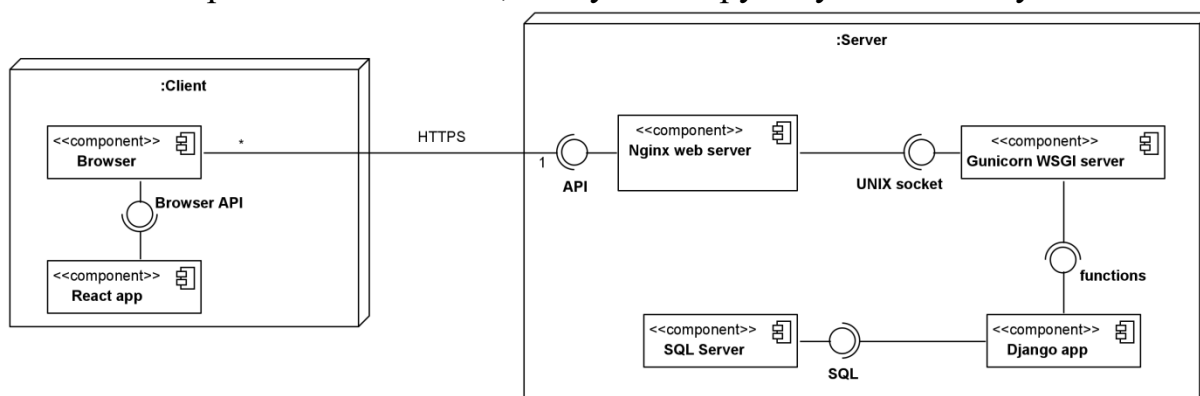 :Server
:Client
<<component>>
Browser
*
HTTPS
1
API
<<component>>
Nginx web server
UNIX socket
<<component>>
Gunicorn WSGI server
Browser API
<<component>>
React app
functions
<<component>>
SQL Server
SQL
<<component>>
Django app